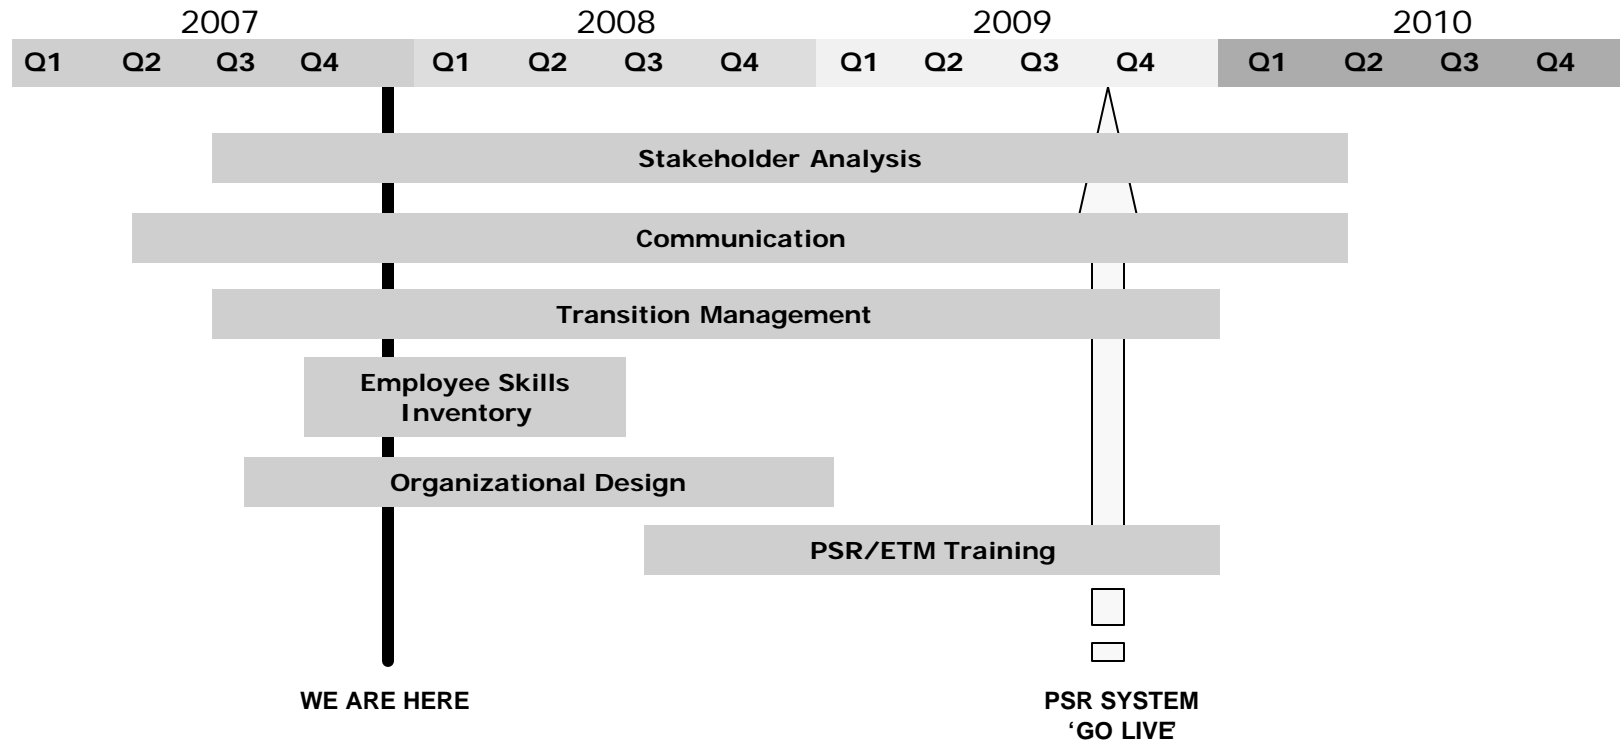 2007 2008 2009 2010
Q1 Q2 Q3 Q4 Q1 Q2 Q3 Q4 Q1 Q2 Q3 Q4 Q1 Q2 Q3 Q4
Stakeholder Analysis
Communication
Transition Management
Employee Skills
Inventory
Organizational Design
PSR/ETM Training
WE ARE HERE
PSR SYSTEM
‘GO LIVE’